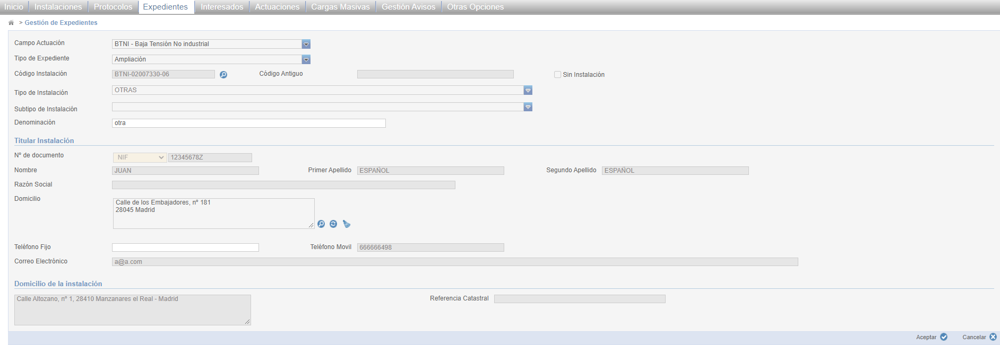 Inicio Instalaciones Protocolos Expedientes Interesados Actuaciones Cargas Masivas Gestión Avisos Otras Opciones
> Gestión de Expedientes
Campo Actuación BTNI - Baja Tensión No industrial
Tipo de Expediente Ampliación
Código Instalación BTNI-02007330-06 Código Antiguo Sin Instalación
Tipo de Instalación OTRAS
Subtipo de Instalación
Denominación otra
Titular Instalación
Nº de documento NIF 12345678Z
Nombre JUAN Primer Apellido ESPAÑOL Segundo Apellido ESPAÑOL
Razón Social
Domicilio Calle de los Embajadores, nº 181
28045 Madrid
Teléfono Fijo Teléfono Movil 666666498
Correo Electrónico a@a.com
Domicilio de la instalación
Calle Altozano, nº 1, 28410 Manzanares el Real - Madrid Referencia Catastral
Aceptar Cancelar